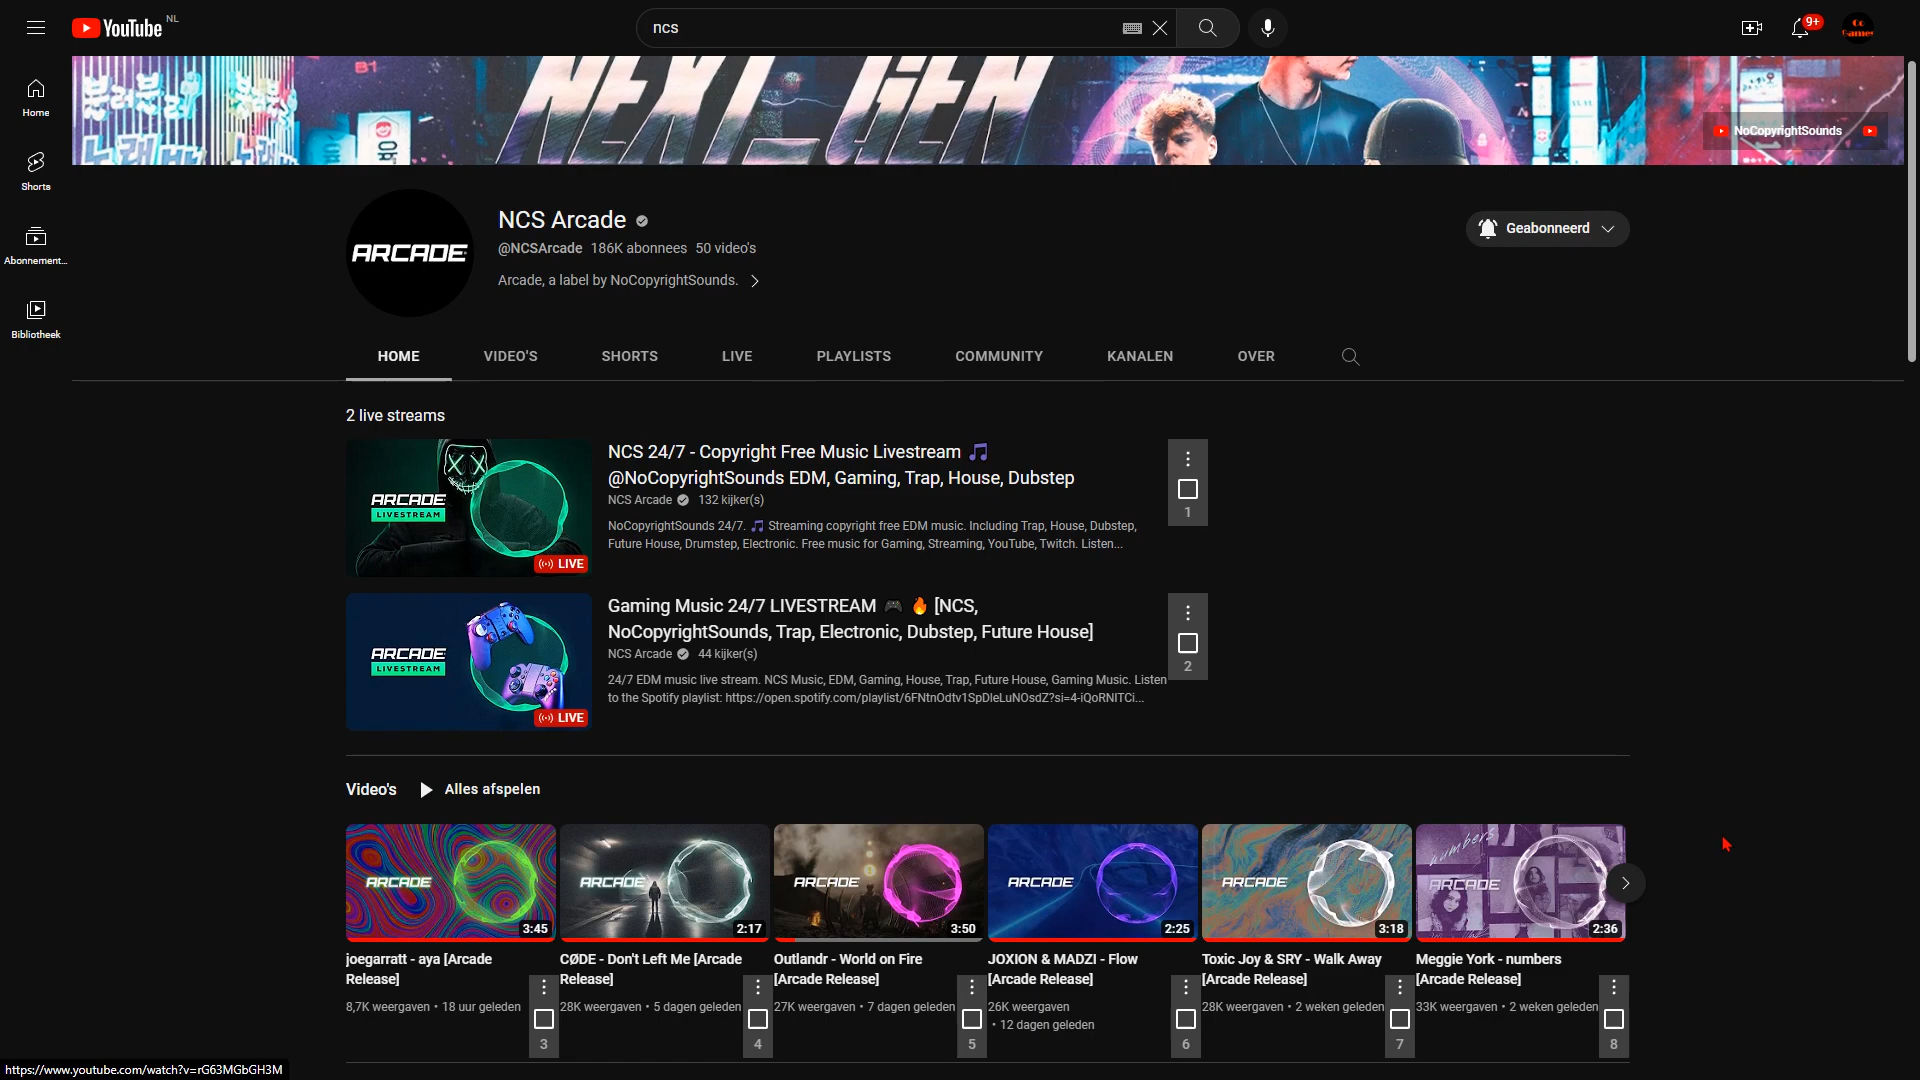 YouTube NL
ncs
9+
Go
Games
Home
Shorts
Abonnement...
Bibliotheek
B1
NEXT_GEN
NoCopyrightSounds
ARCADE
NCS Arcade
@NCSArcade 186K abonnees 50 video's
Arcade, a label by NoCopyrightSounds.
Geabonneerd
HOME VIDEO'S SHORTS LIVE PLAYLISTS COMMUNITY KANALEN OVER
2 live streams
ARCADE
LIVESTREAM
LIVE
NCS 24/7 - Copyright Free Music Livestream 🎵
@NoCopyrightSounds EDM, Gaming, Trap, House, Dubstep
NCS Arcade 132 kijker(s)
NoCopyrightSounds 24/7. 🎵 Streaming copyright free EDM music. Including Trap, House, Dubstep,
Future House, Drumstep, Electronic. Free music for Gaming, Streaming, YouTube, Twitch. Listen...
1
ARCADE
LIVESTREAM
LIVE
Gaming Music 24/7 LIVESTREAM 🎮 🔥 [NCS,
NoCopyrightSounds, Trap, Electronic, Dubstep, Future House]
NCS Arcade 44 kijker(s)
24/7 EDM music live stream. NCS Music, EDM, Gaming, House, Trap, Future House, Gaming Music. Listen
to the Spotify playlist: https://open.spotify.com/playlist/6FNtnOdtv1SpDleLuNOsdZ?si=4-iQoRNITCi...
2
Video's Alles afspelen
ARCADE
3:45
joegarratt - aya [Arcade
Release]
8,7K weergaven • 18 uur geleden
3
ARCADE
2:17
CØDE - Don't Left Me [Arcade
Release]
28K weergaven • 5 dagen geleden
4
ARCADE
3:50
Outlandr - World on Fire
[Arcade Release]
27K weergaven • 7 dagen geleden
5
ARCADE
2:25
JOXION & MADZI - Flow
[Arcade Release]
26K weergaven
• 12 dagen geleden
6
ARCADE
3:18
Toxic Joy & SRY - Walk Away
[Arcade Release]
28K weergaven • 2 weken geleden
7
numbers
ARCADE
2:36
Meggie York - numbers
[Arcade Release]
33K weergaven • 2 weken geleden
8
https://www.youtube.com/watch?v=rG63MGbGH3M